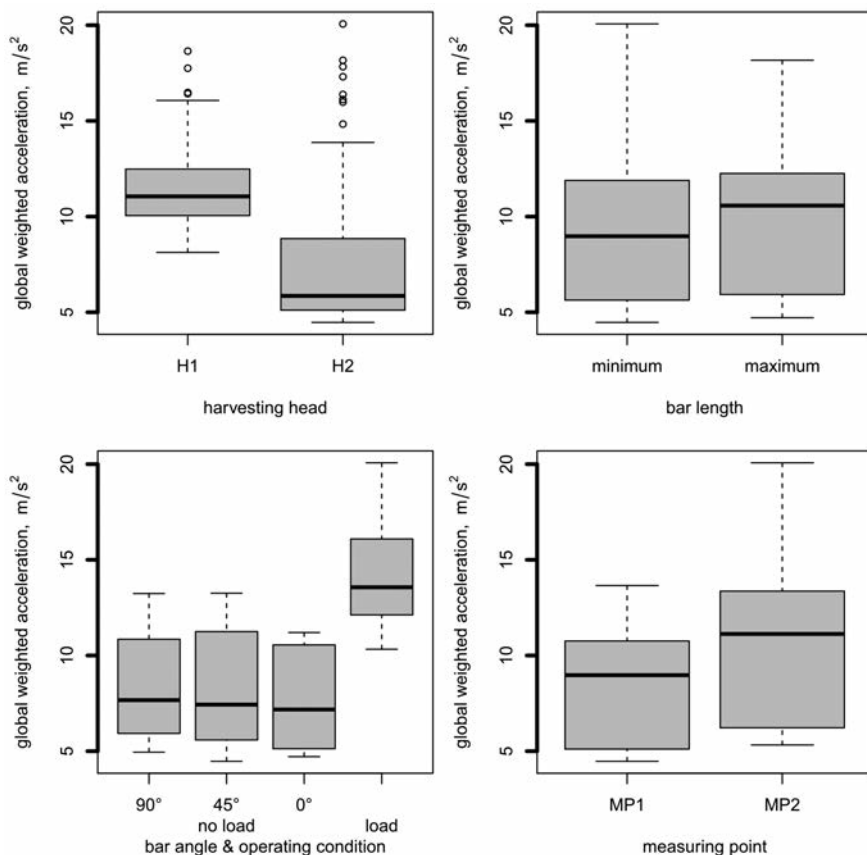 global weighted acceleration, m/s²
20
15
10
5
H1 H2
harvesting head
global weighted acceleration, m/s²
20
15
10
5
minimum maximum
bar length
global weighted acceleration, m/s²
20
15
10
5
90° 45° 0°
no load load
bar angle & operating condition
global weighted acceleration, m/s²
20
15
10
5
MP1 MP2
measuring point